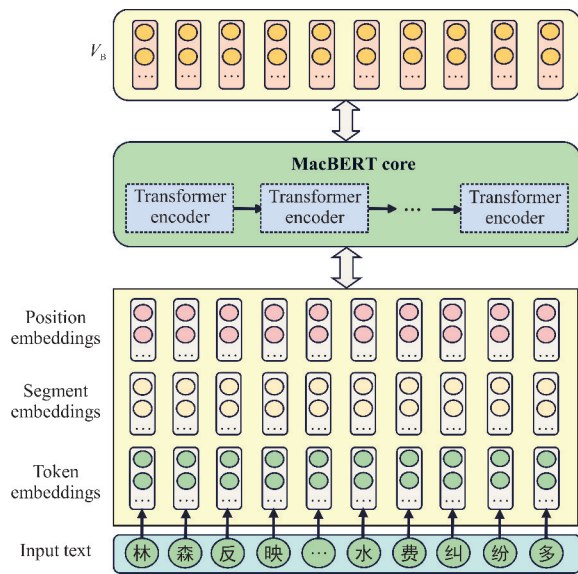 V_B
... ... ... ... ... ... ... ... ... ...
MacBERT core
Transformer encoder
Transformer encoder
...
Transformer encoder
Position
embeddings
... ... ... ... ... ... ... ... ... ...
Segment
embeddings
... ... ... ... ... ... ... ... ... ...
Token
embeddings
... ... ... ... ... ... ... ... ... ...
Input text 林 森 反 映 ... 水 费 纠 纷 多